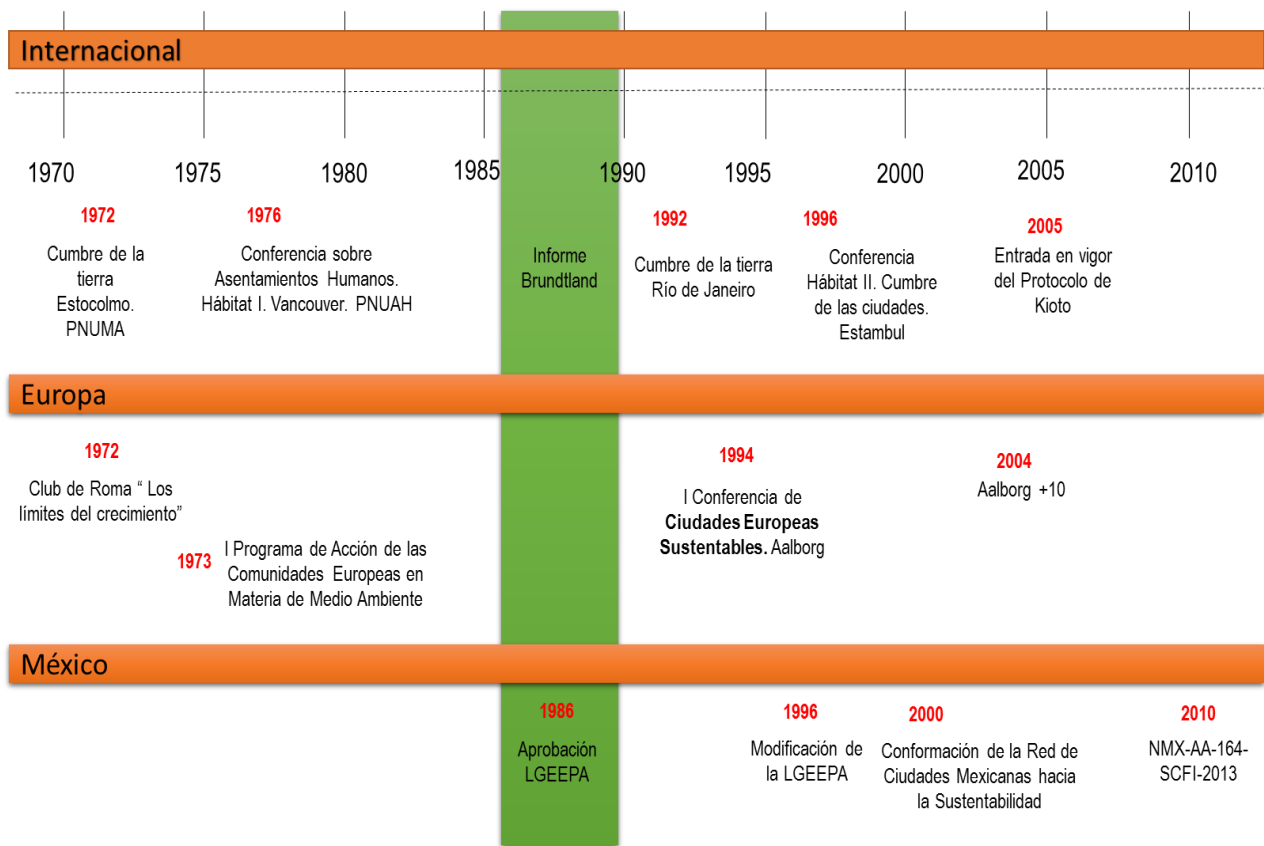 Internacional
1970
1975
1980
1985
1990
1995
2000
2005
2010
1972
Cumbre de la
tierra
Estocolmo.
PNUMA
1976
Conferencia sobre
Asentamientos Humanos.
Hábitat I. Vancouver. PNUAH
Informe
Brundtland
1992
Cumbre de la tierra
Río de Janeiro
1996
Conferencia
Hábitat II. Cumbre
de las ciudades.
Estambul
2005
Entrada en vigor
del Protocolo de
Kioto
Europa
1972
Club de Roma “ Los
límites del crecimiento”
1973
I Programa de Acción de las
Comunidades Europeas en
Materia de Medio Ambiente
1994
I Conferencia de
Ciudades Europeas
Sustentables. Aalborg
2004
Aalborg +10
México
1986
Aprobación
LGEEPA
1996
Modificación de
la LGEEPA
2000
Conformación de la Red de
Ciudades Mexicanas hacia
la Sustentabilidad
2010
NMX-AA-164-
SCFI-2013